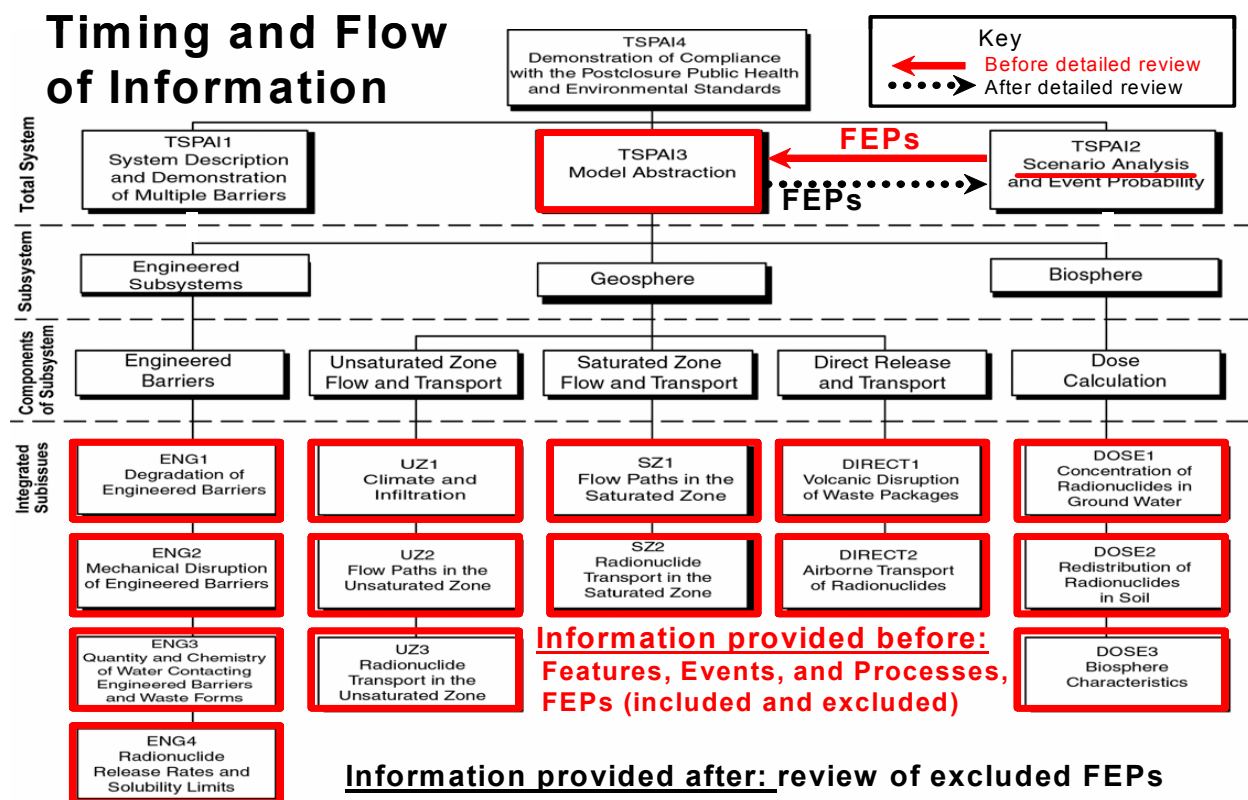 Timing and Flow
of Information
TSPAI4
Demonstration of Compliance
with the Postclosure Public Health
and Environmental Standards
Key
Before detailed review
After detailed review
Total System
TSPAI1
System Description
and Demonstration
of Multiple Barriers
TSPAI3
Model Abstraction
FEPs
FEPs
TSPAI2
Scenario Analysis
and Event Probability
Subsystem
Engineered
Subsystems
Geosphere
Biosphere
Components
of Subsystem
Engineered
Barriers
Unsaturated Zone
Flow and Transport
Saturated Zone
Flow and Transport
Direct Release
and Transport
Dose
Calculation
Integrated
Subissues
ENG1
Degradation of
Engineered Barriers
UZ1
Climate and
Infiltration
SZ1
Flow Paths in the
Saturated Zone
DIRECT1
Volcanic Disruption
of Waste Packages
DOSE1
Concentration of
Radionuclides in
Ground Water
ENG2
Mechanical Disruption
of Engineered Barriers
UZ2
Flow Paths in the
Unsaturated Zone
SZ2
Radionuclide
Transport in the
Saturated Zone
DIRECT2
Airborne Transport
of Radionuclides
DOSE2
Redistribution of
Radionuclides
in Soil
ENG3
Quantity and Chemistry
of Water Contacting
Engineered Barriers
and Waste Forms
UZ3
Radionuclide
Transport in the
Unsaturated Zone
Information provided before:
Features, Events, and Processes,
FEPs (included and excluded)
DOSE3
Biosphere
Characteristics
ENG4
Radionuclide
Release Rates and
Solubility Limits
Information provided after: review of excluded FEPs